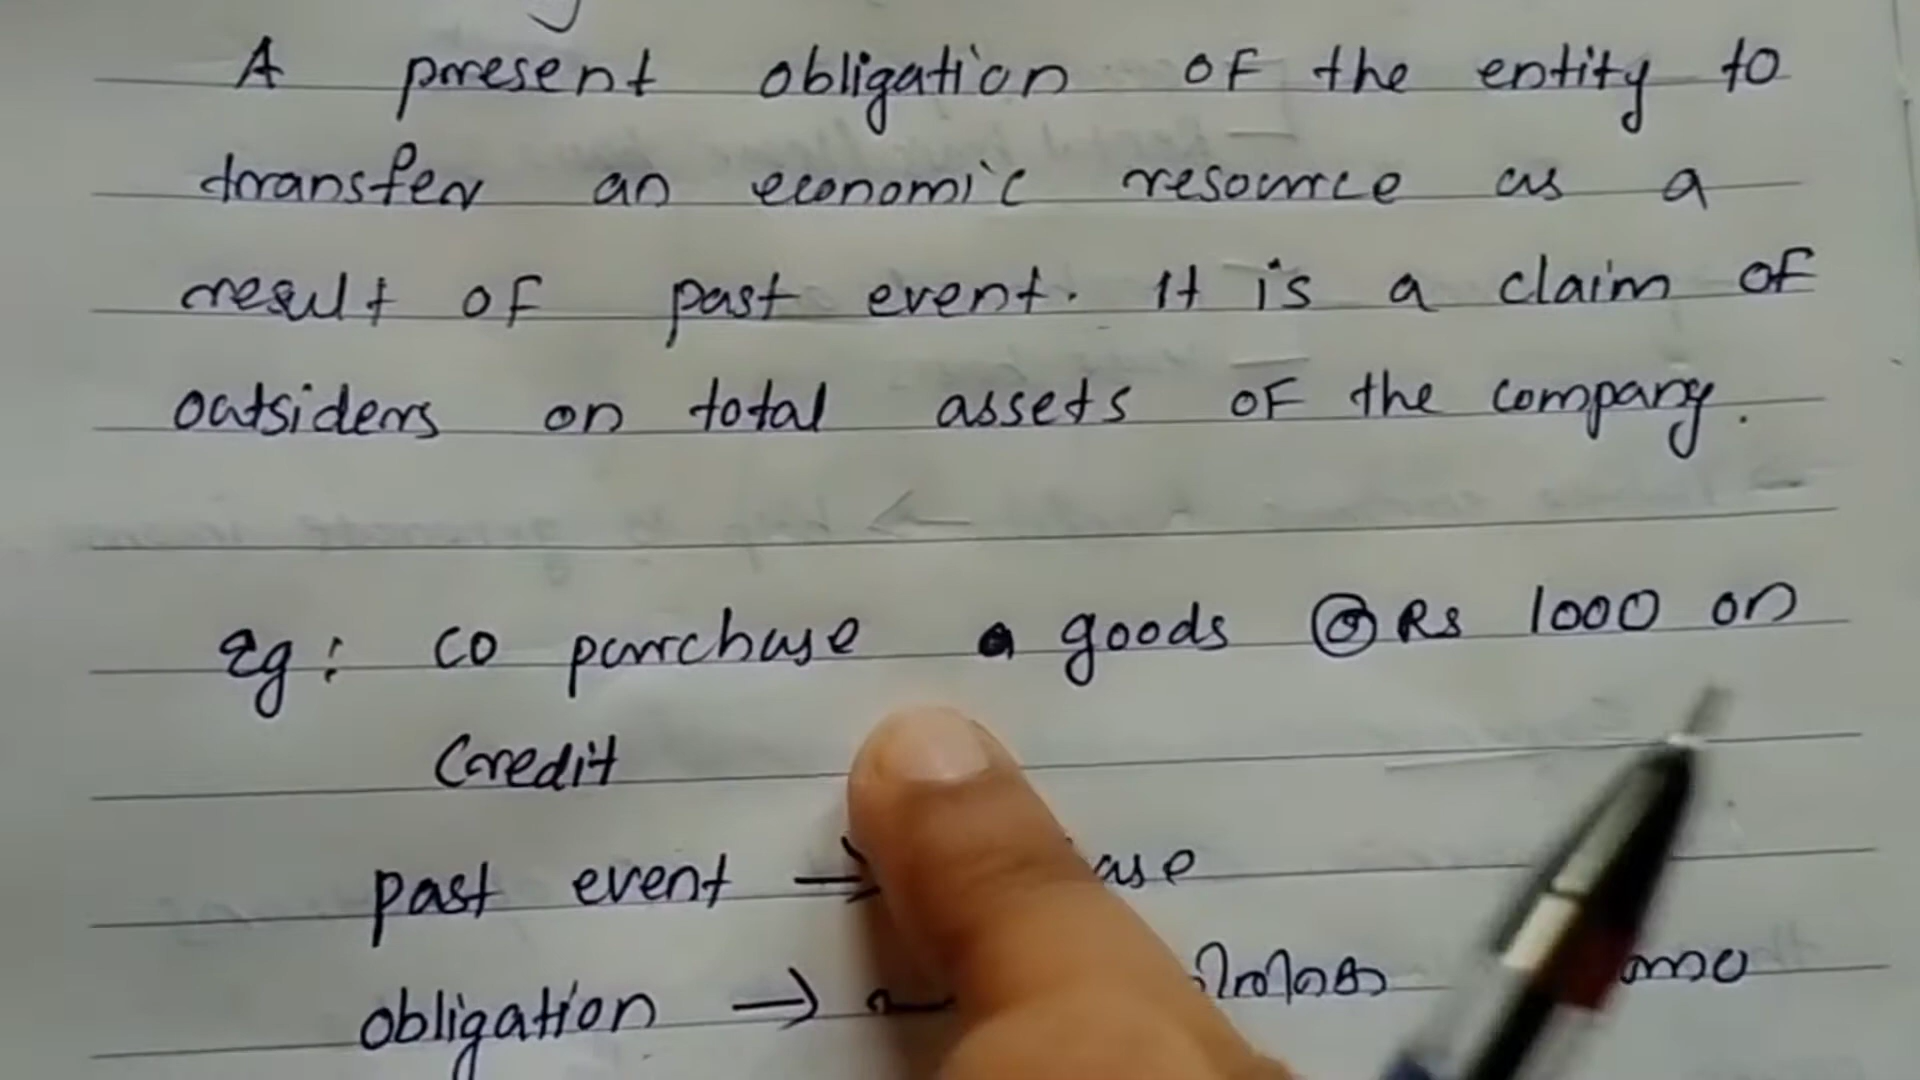 A present obligation of the entity to
transfer an economic resource as a
result of past event. It is a claim of
outsiders on total assets of the company.
eg: co purchase a goods @ Rs 1000 on
Credit
past event →
obligation →